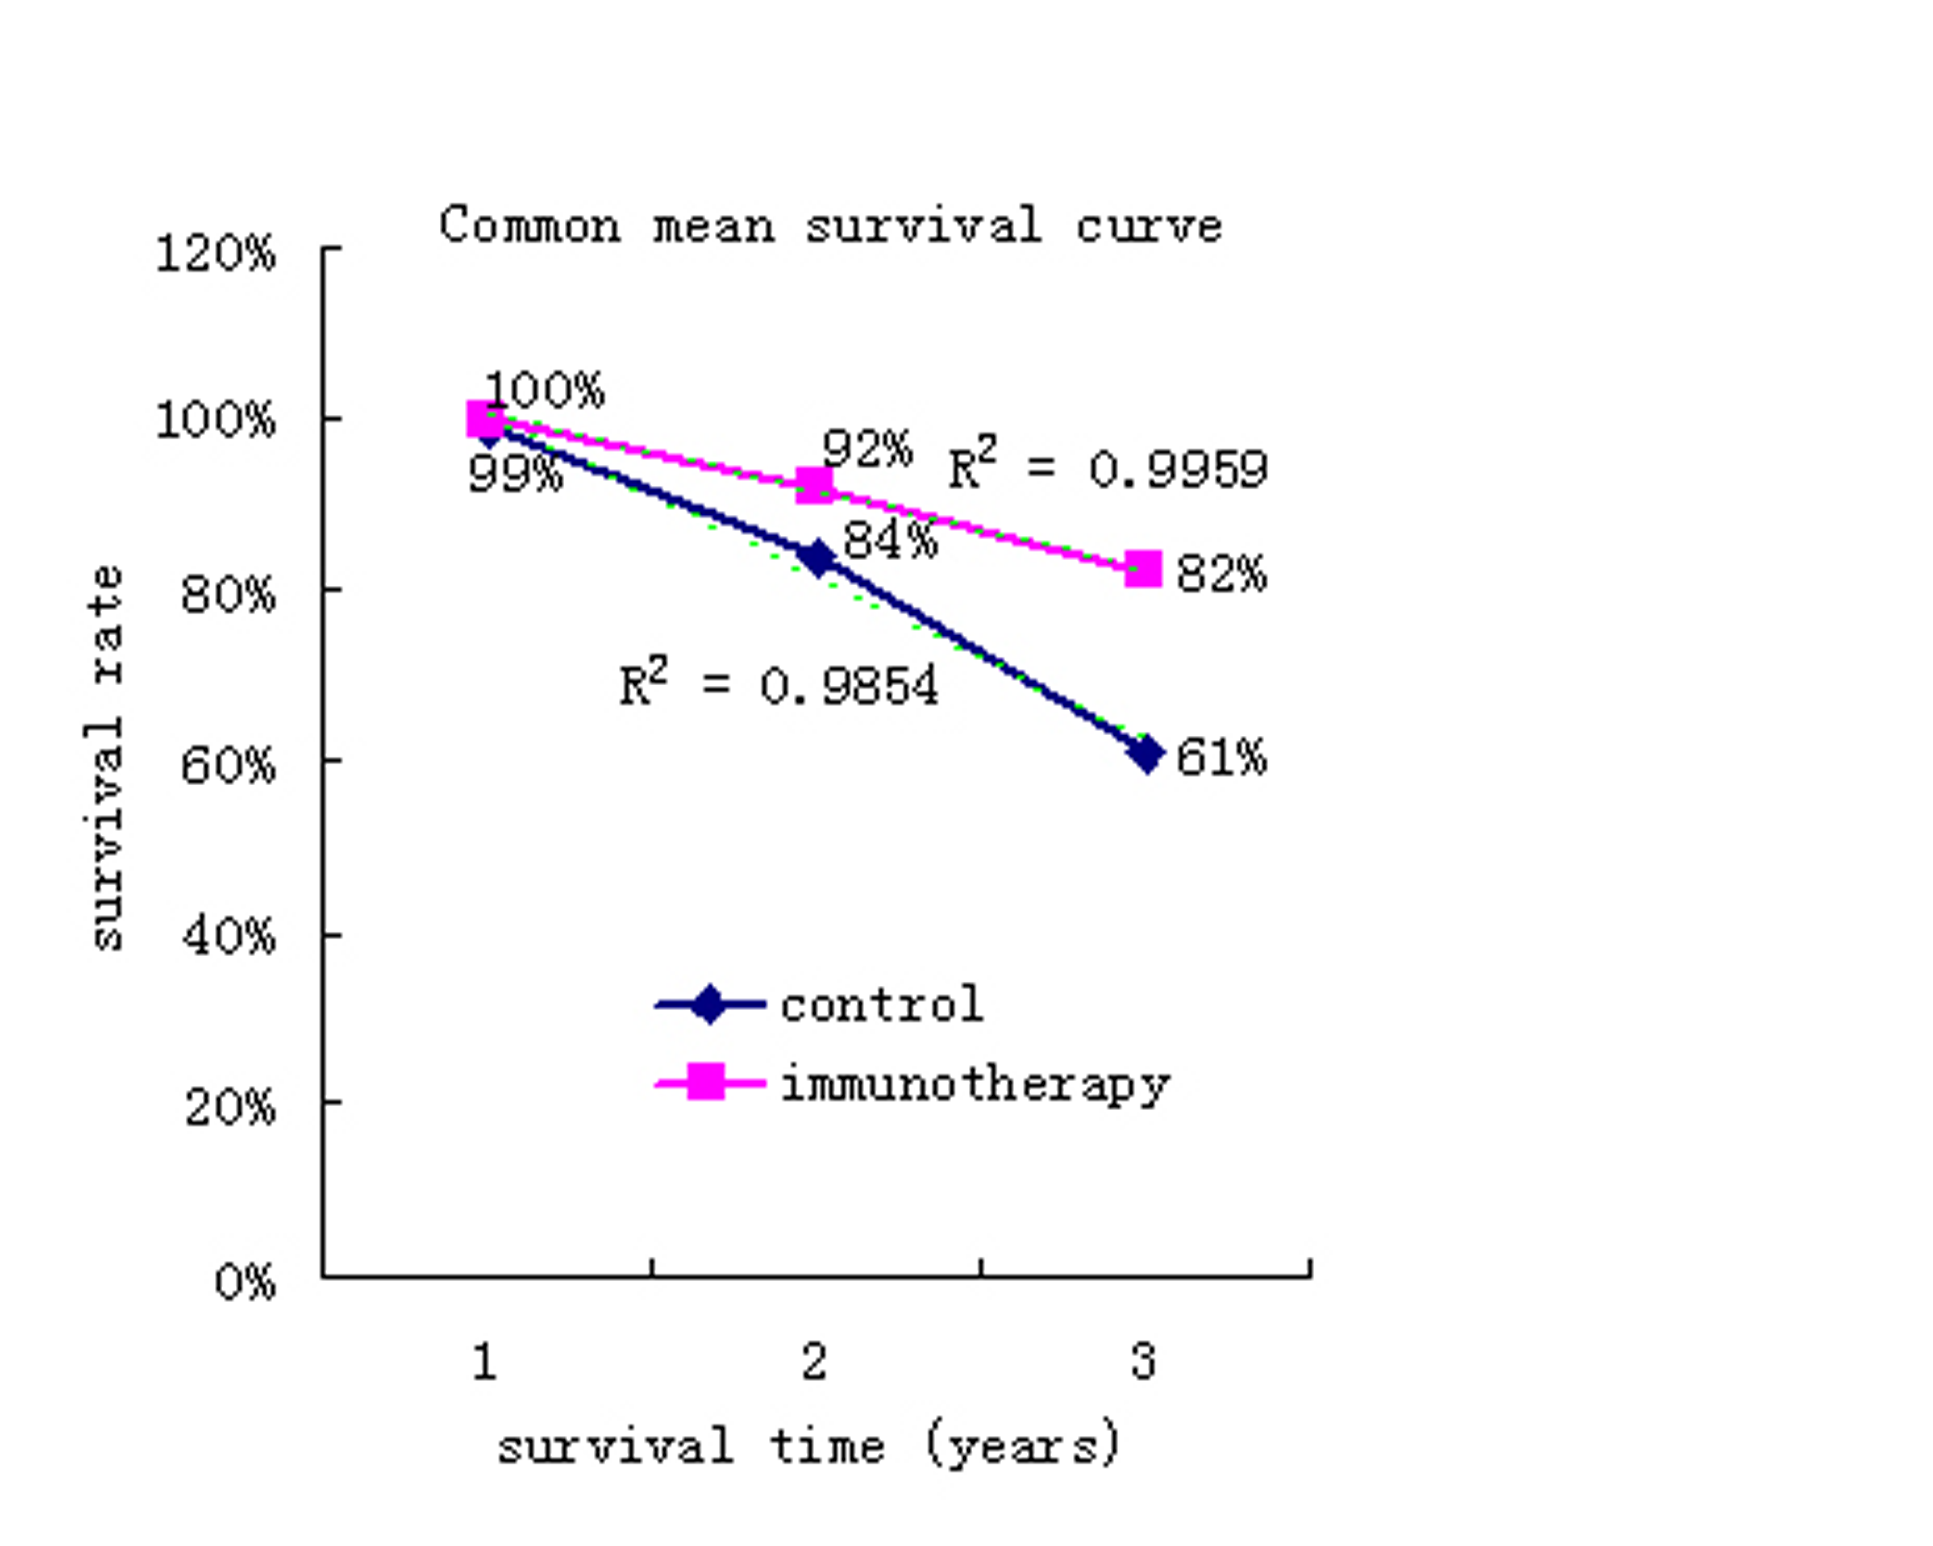 Common mean survival curve
120%
100%
80%
60%
40%
20%
0%
survival rate
100%
99%
92%
R² = 0.9959
84%
82%
R² = 0.9854
61%
control
immunotherapy
1 2 3
survival time (years)